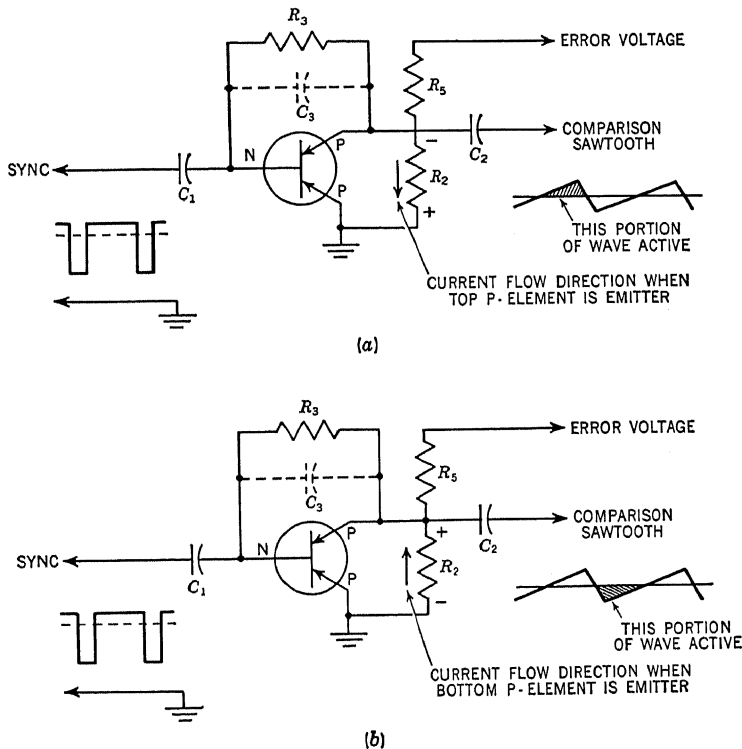 R3
ERROR VOLTAGE
C3
R5
P
−
C2
COMPARISON
SAWTOOTH
SYNC
N
C1
P
R2
+
THIS PORTION
OF WAVE ACTIVE
CURRENT FLOW DIRECTION WHEN
TOP P-ELEMENT IS EMITTER
(a)
R3
ERROR VOLTAGE
C3
R5
P
+
C2
COMPARISON
SAWTOOTH
SYNC
N
C1
P
R2
−
THIS PORTION
OF WAVE ACTIVE
CURRENT FLOW DIRECTION WHEN
BOTTOM P-ELEMENT IS EMITTER
(b)